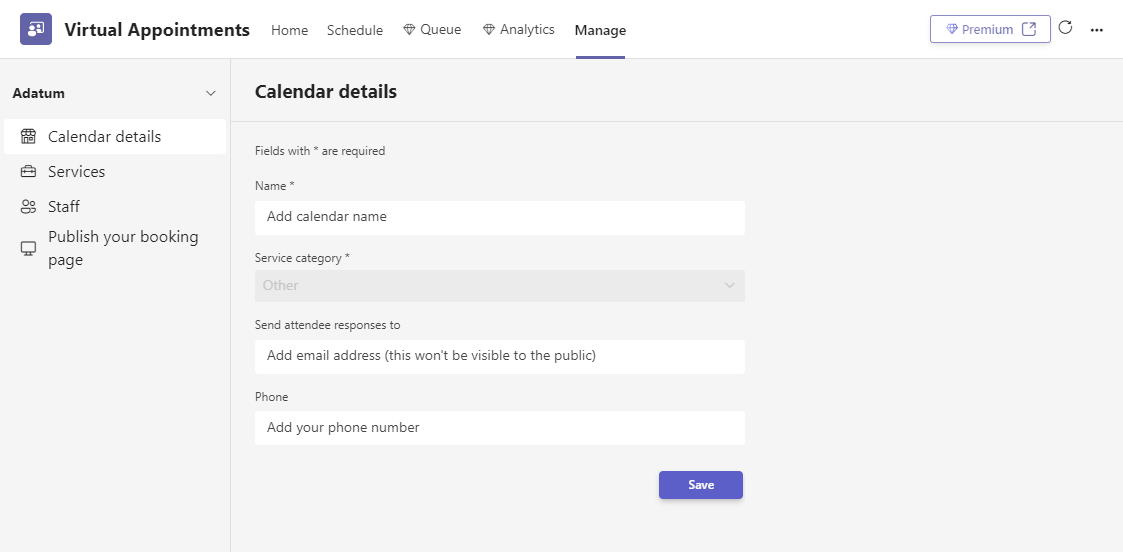 Virtual Appointments Home Schedule Queue Analytics Manage Premium
Adatum
Calendar details
Services
Staff
Publish your booking
page
Calendar details
Fields with * are required
Name *
Add calendar name
Service category *
Other
Send attendee responses to
Add email address (this won't be visible to the public)
Phone
Add your phone number
Save